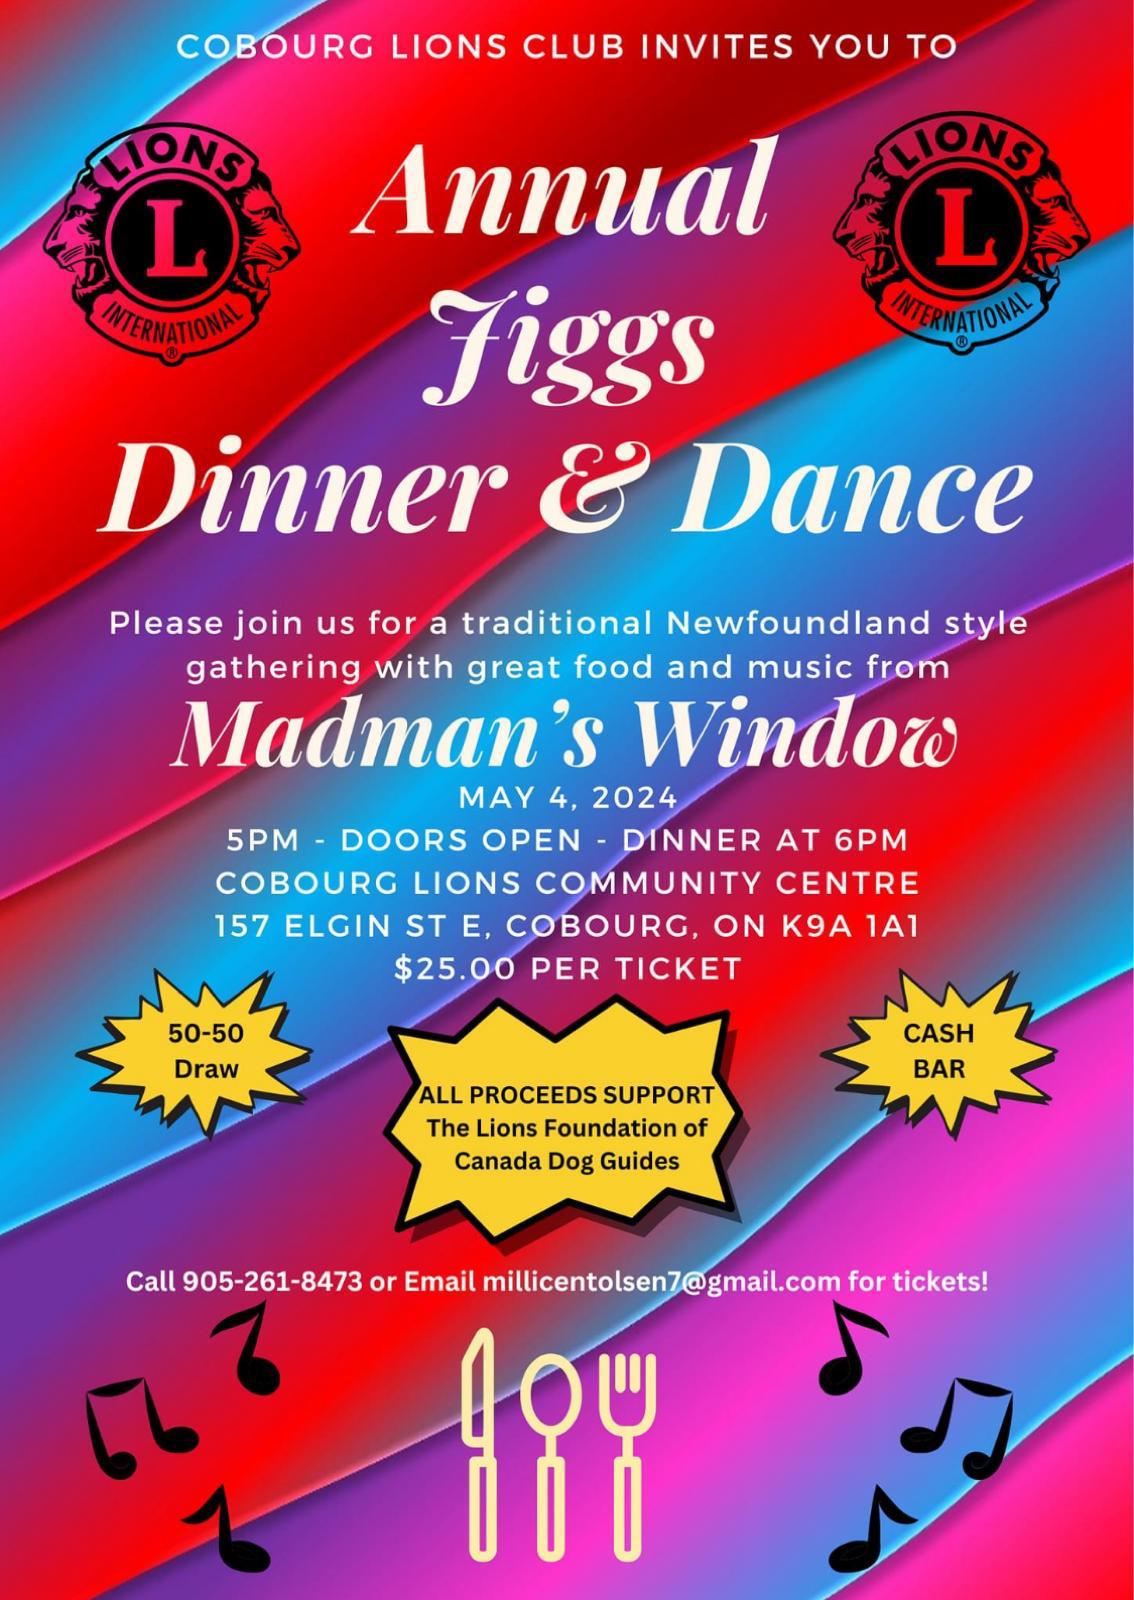 COBOURG LIONS CLUB INVITES YOU TO
LIONS
L
INTERNATIONAL
®
LIONS
L
INTERNATIONAL
®
Annual
Jiggs
Dinner & Dance
Please join us for a traditional Newfoundland style
gathering with great food and music from
Madman's Window
MAY 4, 2024
5PM - DOORS OPEN - DINNER AT 6PM
COBOURG LIONS COMMUNITY CENTRE
157 ELGIN ST E, COBOURG, ON K9A 1A1
$25.00 PER TICKET
50-50
Draw
ALL PROCEEDS SUPPORT
The Lions Foundation of
Canada Dog Guides
CASH
BAR
Call 905-261-8473 or Email millicentolsen7@gmail.com for tickets!